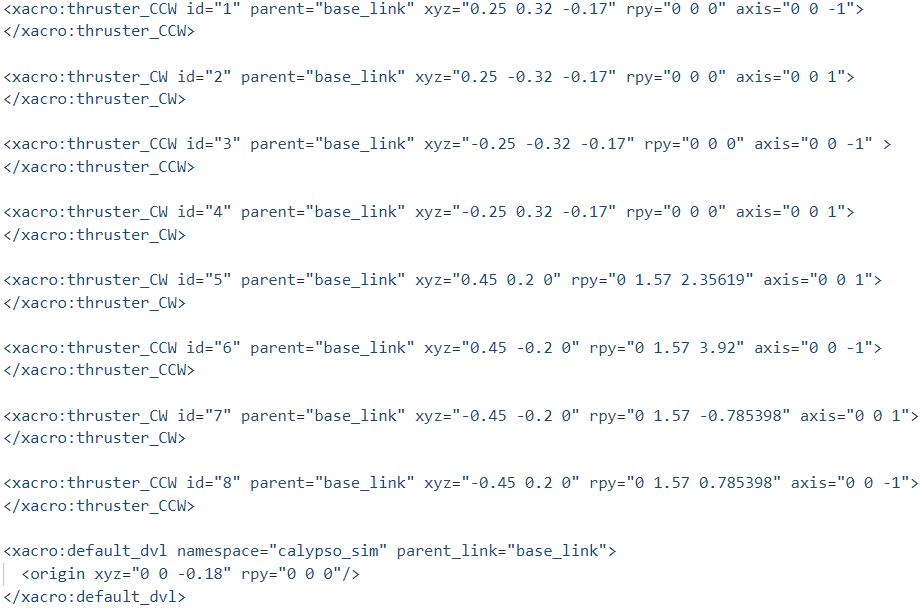 <xacro:thruster_CCW id="1" parent="base_link" xyz="0.25 0.32 -0.17" rpy="0 0 0" axis="0 0 -1">
</xacro:thruster_CCW>
<xacro:thruster_CW id="2" parent="base_link" xyz="0.25 -0.32 -0.17" rpy="0 0 0" axis="0 0 1">
</xacro:thruster_CW>
<xacro:thruster_CCW id="3" parent="base_link" xyz="-0.25 -0.32 -0.17" rpy="0 0 0" axis="0 0 -1" >
</xacro:thruster_CCW>
<xacro:thruster_CW id="4" parent="base_link" xyz="-0.25 0.32 -0.17" rpy="0 0 0" axis="0 0 1">
</xacro:thruster_CW>
<xacro:thruster_CW id="5" parent="base_link" xyz="0.45 0.2 0" rpy="0 1.57 2.35619" axis="0 0 1">
</xacro:thruster_CW>
<xacro:thruster_CCW id="6" parent="base_link" xyz="0.45 -0.2 0" rpy="0 1.57 3.92" axis="0 0 -1">
</xacro:thruster_CCW>
<xacro:thruster_CW id="7" parent="base_link" xyz="-0.45 -0.2 0" rpy="0 1.57 -0.785398" axis="0 0 1">
</xacro:thruster_CW>
<xacro:thruster_CCW id="8" parent="base_link" xyz="-0.45 0.2 0" rpy="0 1.57 0.785398" axis="0 0 -1">
</xacro:thruster_CCW>
<xacro:default_dvl namespace="calypso_sim" parent_link="base_link">
<origin xyz="0 0 -0.18" rpy="0 0 0"/>
</xacro:default_dvl>